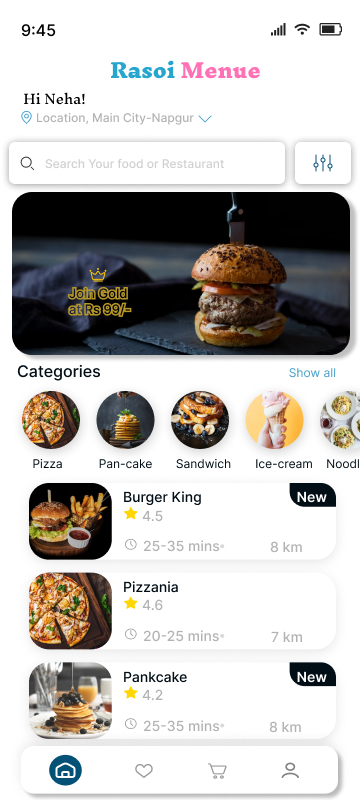 9:45
Rasoi Menue
Hi Neha!
Location, Main City-Napgur
Search Your food or Restaurant
Join Gold
at Rs 99/-
Categories
Show all
Pizza Pan-cake Sandwich Ice-cream Noodl
Burger King
New
4.5
25-35 mins
8 km
Pizzania
4.6
20-25 mins
7 km
Pankcake
New
4.2
25-35 mins
8 km